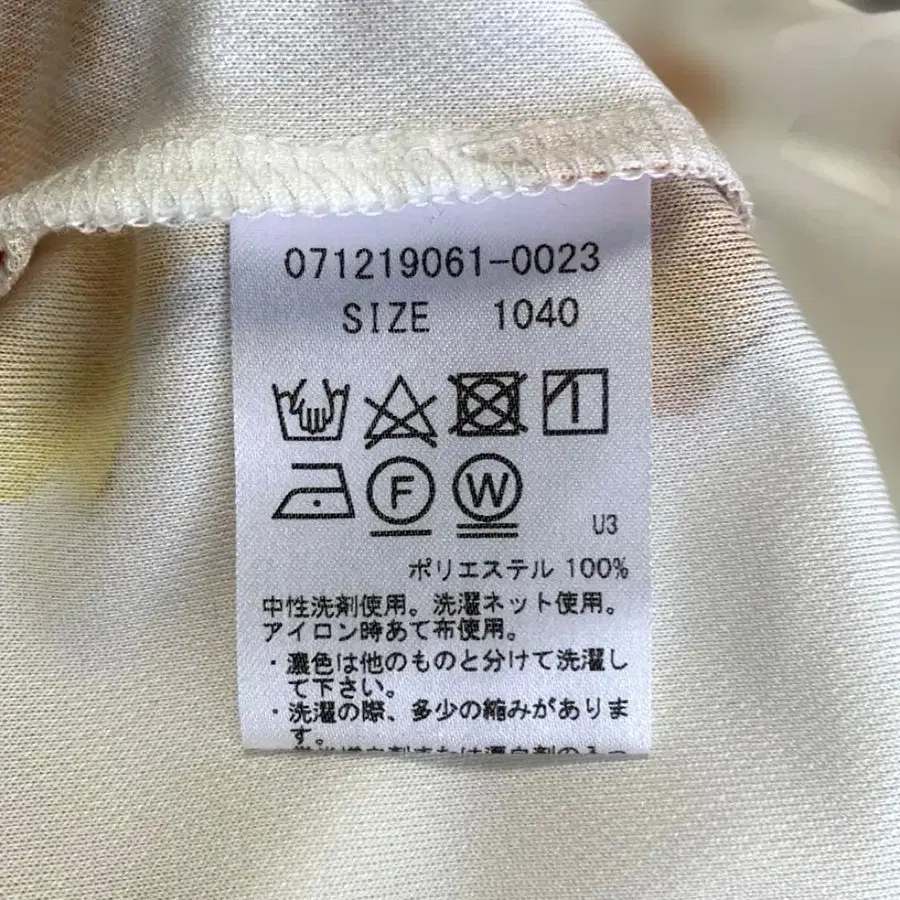 071219061-0023
SIZE 1040
F W
U3
ポリエステル 100%
中性洗剤使用。洗濯ネット使用。
アイロン時あて布使用。
・濃色は他のものと分けて洗濯し
て下さい。
・洗濯の際、多少の縮みがありま
す。